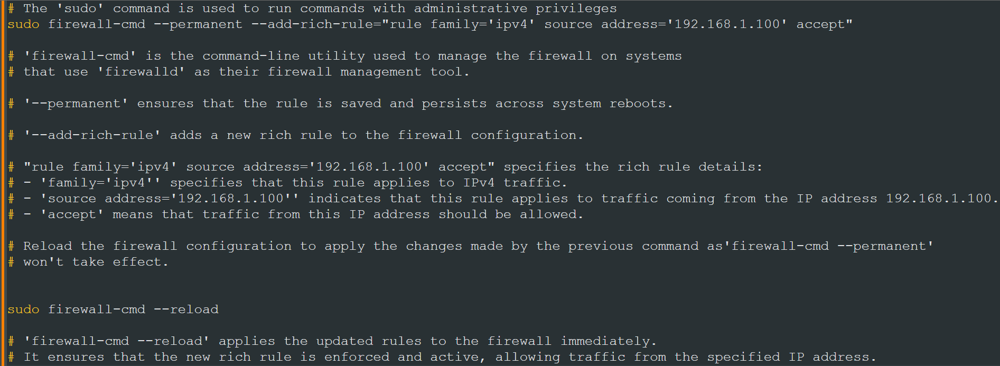 # The 'sudo' command is used to run commands with administrative privileges
sudo firewall-cmd --permanent --add-rich-rule="rule family='ipv4' source address='192.168.1.100' accept"
# 'firewall-cmd' is the command-line utility used to manage the firewall on systems
# that use 'firewalld' as their firewall management tool.
# '--permanent' ensures that the rule is saved and persists across system reboots.
# '--add-rich-rule' adds a new rich rule to the firewall configuration.
# "rule family='ipv4' source address='192.168.1.100' accept" specifies the rich rule details:
# - 'family='ipv4'' specifies that this rule applies to IPv4 traffic.
# - 'source address='192.168.1.100'' indicates that this rule applies to traffic coming from the IP address 192.168.1.100.
# - 'accept' means that traffic from this IP address should be allowed.
# Reload the firewall configuration to apply the changes made by the previous command as'firewall-cmd --permanent'
# won't take effect.
sudo firewall-cmd --reload
# 'firewall-cmd --reload' applies the updated rules to the firewall immediately.
# It ensures that the new rich rule is enforced and active, allowing traffic from the specified IP address.